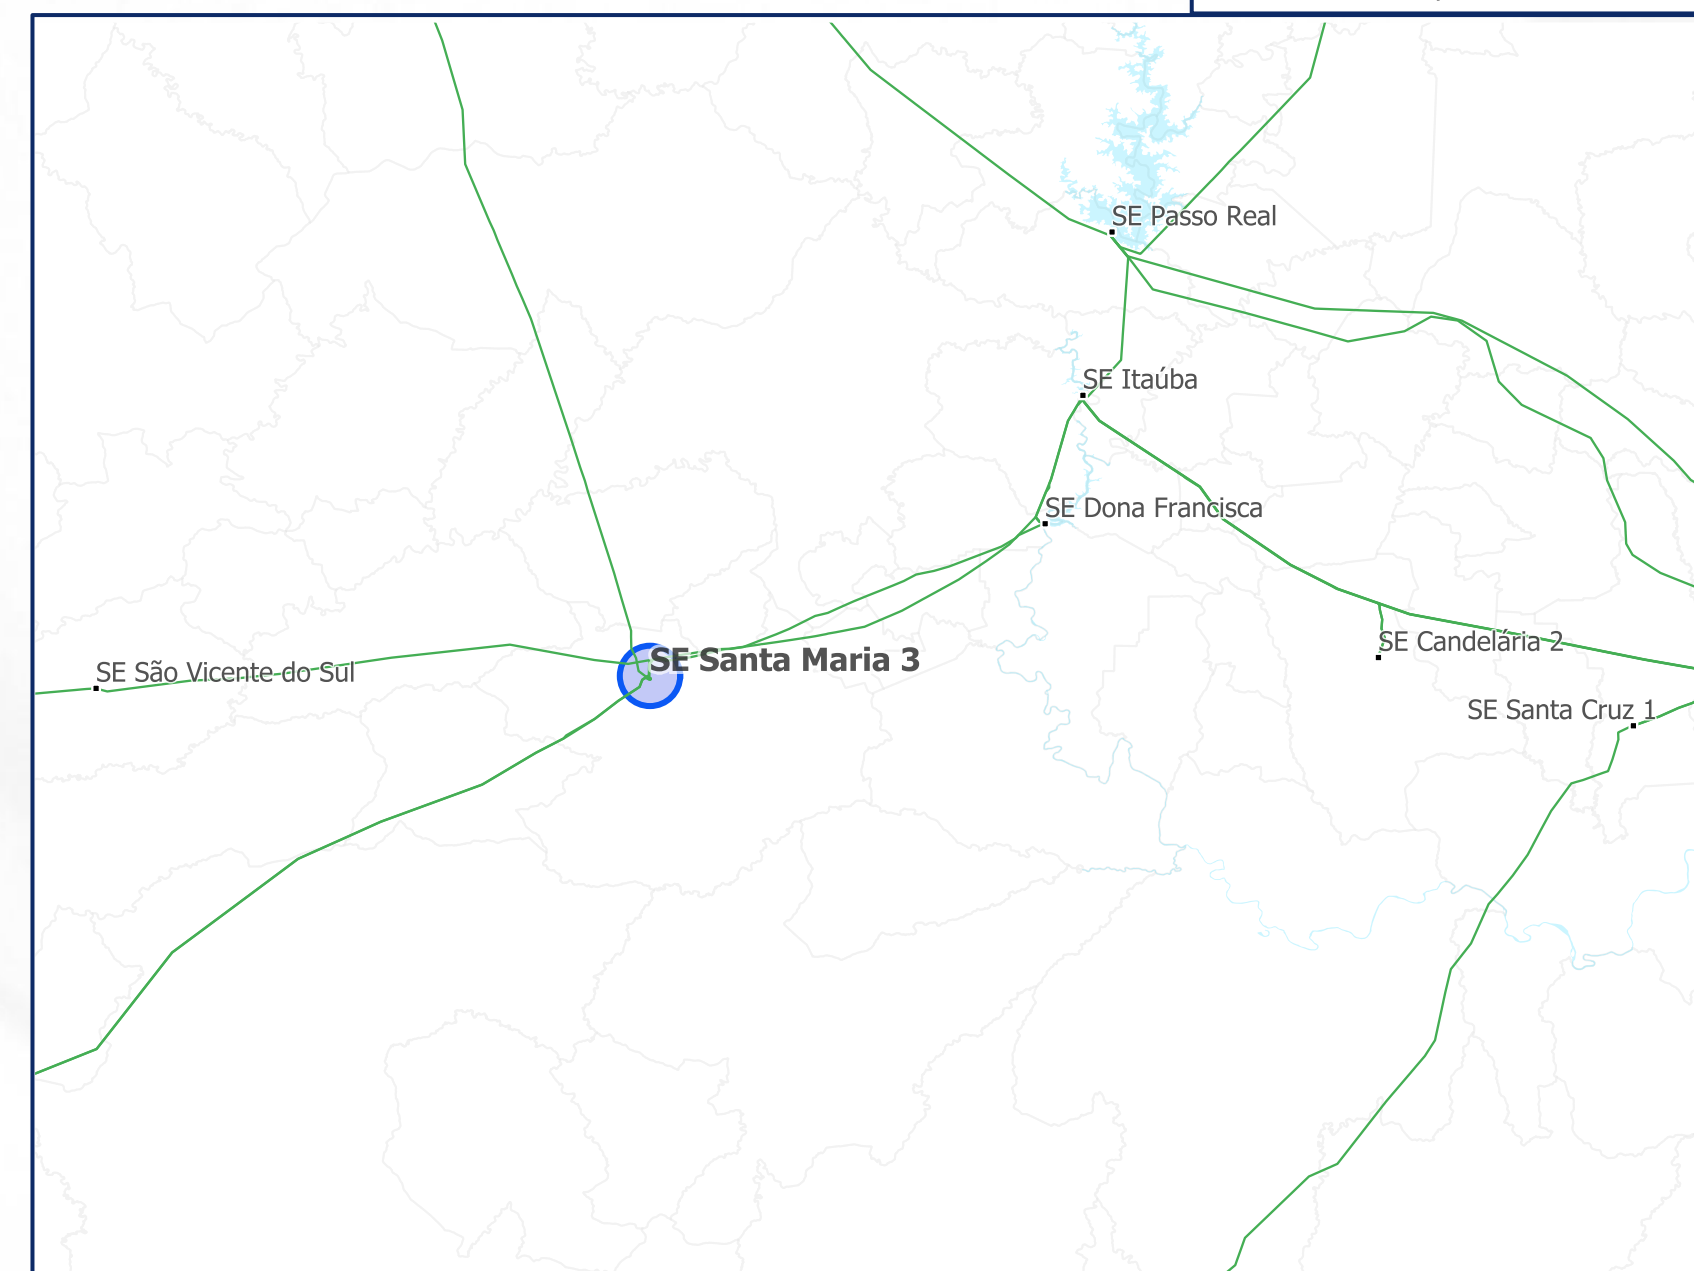 SE Passo Real
SE Itaúba
SE Dona Francisca
SE Candelária 2
SE Santa Maria 3
SE São Vicente do Sul
SE Santa Cruz 1